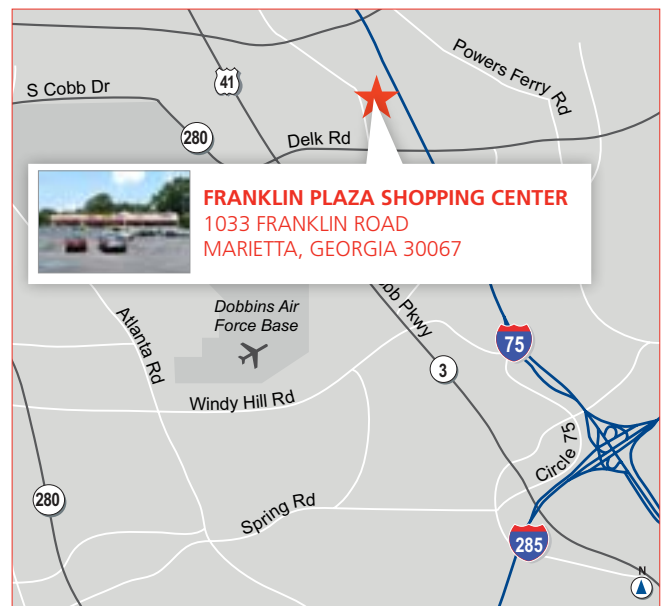 Powers Ferry Rd
41
S Cobb Dr
280
Delk Rd
FRANKLIN PLAZA SHOPPING CENTER
1033 FRANKLIN ROAD
MARIETTA, GEORGIA 30067
Dobbins Air
Force Base
Pkwy
Atlanta Rd
75
3
Windy Hill Rd
Circle 75
280
Spring Rd
285
N